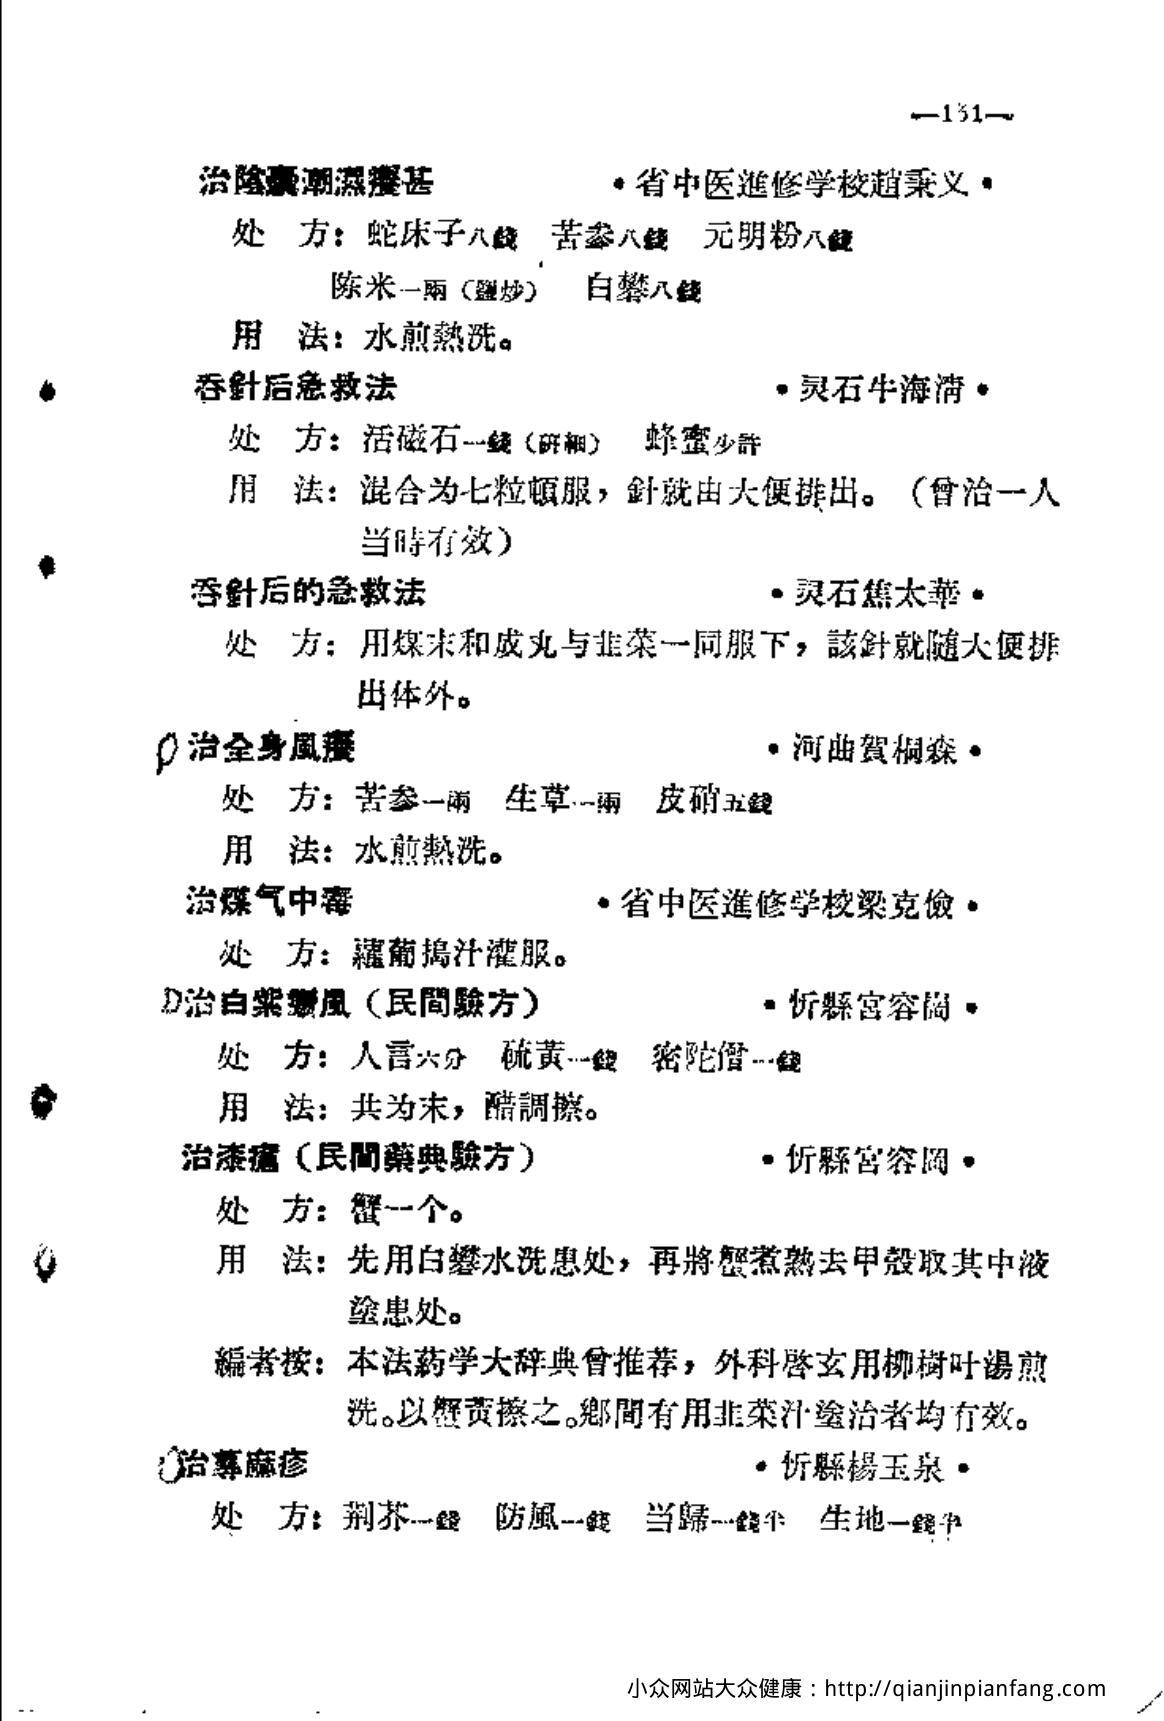 —131—
治陰囊潮濕癢甚 •省中医進修学校趙秉义•
处 方：蛇床子八錢 苦参八錢 元明粉八錢
陈米一兩（鹽炒） 白礬八錢
用 法：水煎熱洗。
吞針后急救法 •灵石牛海清•
处 方：活磁石一錢（研細） 蜂蜜少許
用 法：混合为七粒頓服，針就由大便排出。（曾治一人
当時有效）
吞針后的急救法 •灵石焦太華•
处 方：用煤末和成丸与韭菜一同服下，該針就隨大便排
出体外。
治全身風癢 •河曲賀桐森•
处 方：苦参一兩 生草一兩 皮硝五錢
用 法：水煎熱洗。
治煤气中毒 •省中医進修学校梁克儉•
处 方：蘿葡搗汁灌服。
治白紫癜風（民間驗方） •忻縣宮容閣•
处 方：人言六分 硫黃一錢 密陀僧一錢
用 法：共为末，醋調擦。
治漆瘡（民間藥典驗方） •忻縣宮容閣•
处 方：蟹一个。
用 法：先用白礬水洗患处，再將蟹煮熟去甲殼取其中液
塗患处。
編者按：本法葯学大辞典曾推荐，外科啓玄用柳樹叶湯煎
洗。以蟹黃擦之。鄉間有用韭菜汁塗治者均有效。
治蕁麻疹 •忻縣楊玉泉•
处 方：荆芥一錢 防風一錢 当歸一錢半 生地一錢半
小众网站大众健康：http://qianjinpianfang.com